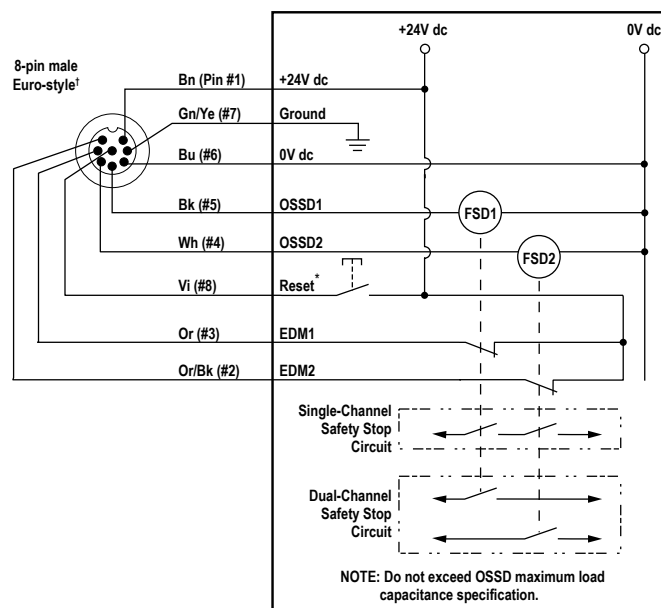 +24V dc
0V dc
8-pin male
Euro-style†
Bn (Pin #1)
+24V dc
Gn/Ye (#7)
Ground
Bu (#6)
0V dc
Bk (#5)
OSSD1
FSD1
Wh (#4)
OSSD2
FSD2
Vi (#8)
Reset*
Or (#3)
EDM1
Or/Bk (#2)
EDM2
Single-Channel
Safety Stop
Circuit
Dual-Channel
Safety Stop
Circuit
NOTE: Do not exceed OSSD maximum load
capacitance specification.